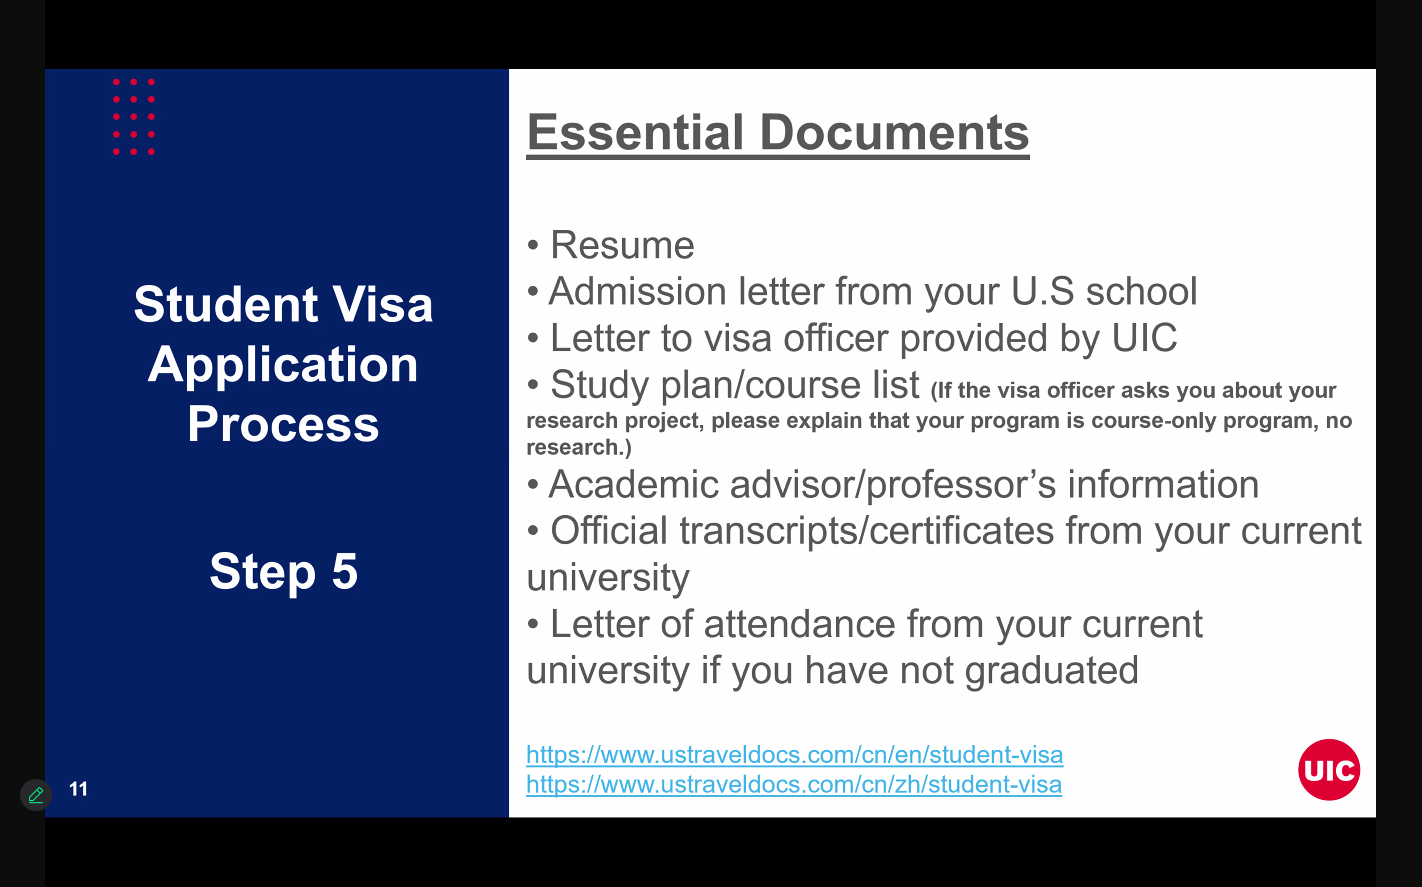 Student Visa
Application
Process
Step 5
11
Essential Documents
• Resume
• Admission letter from your U.S school
• Letter to visa officer provided by UIC
• Study plan/course list (If the visa officer asks you about your
research project, please explain that your program is course-only program, no
research.)
• Academic advisor/professor’s information
• Official transcripts/certificates from your current
university
• Letter of attendance from your current
university if you have not graduated
https://www.ustraveldocs.com/cn/en/student-visa
https://www.ustraveldocs.com/cn/zh/student-visa
UIC